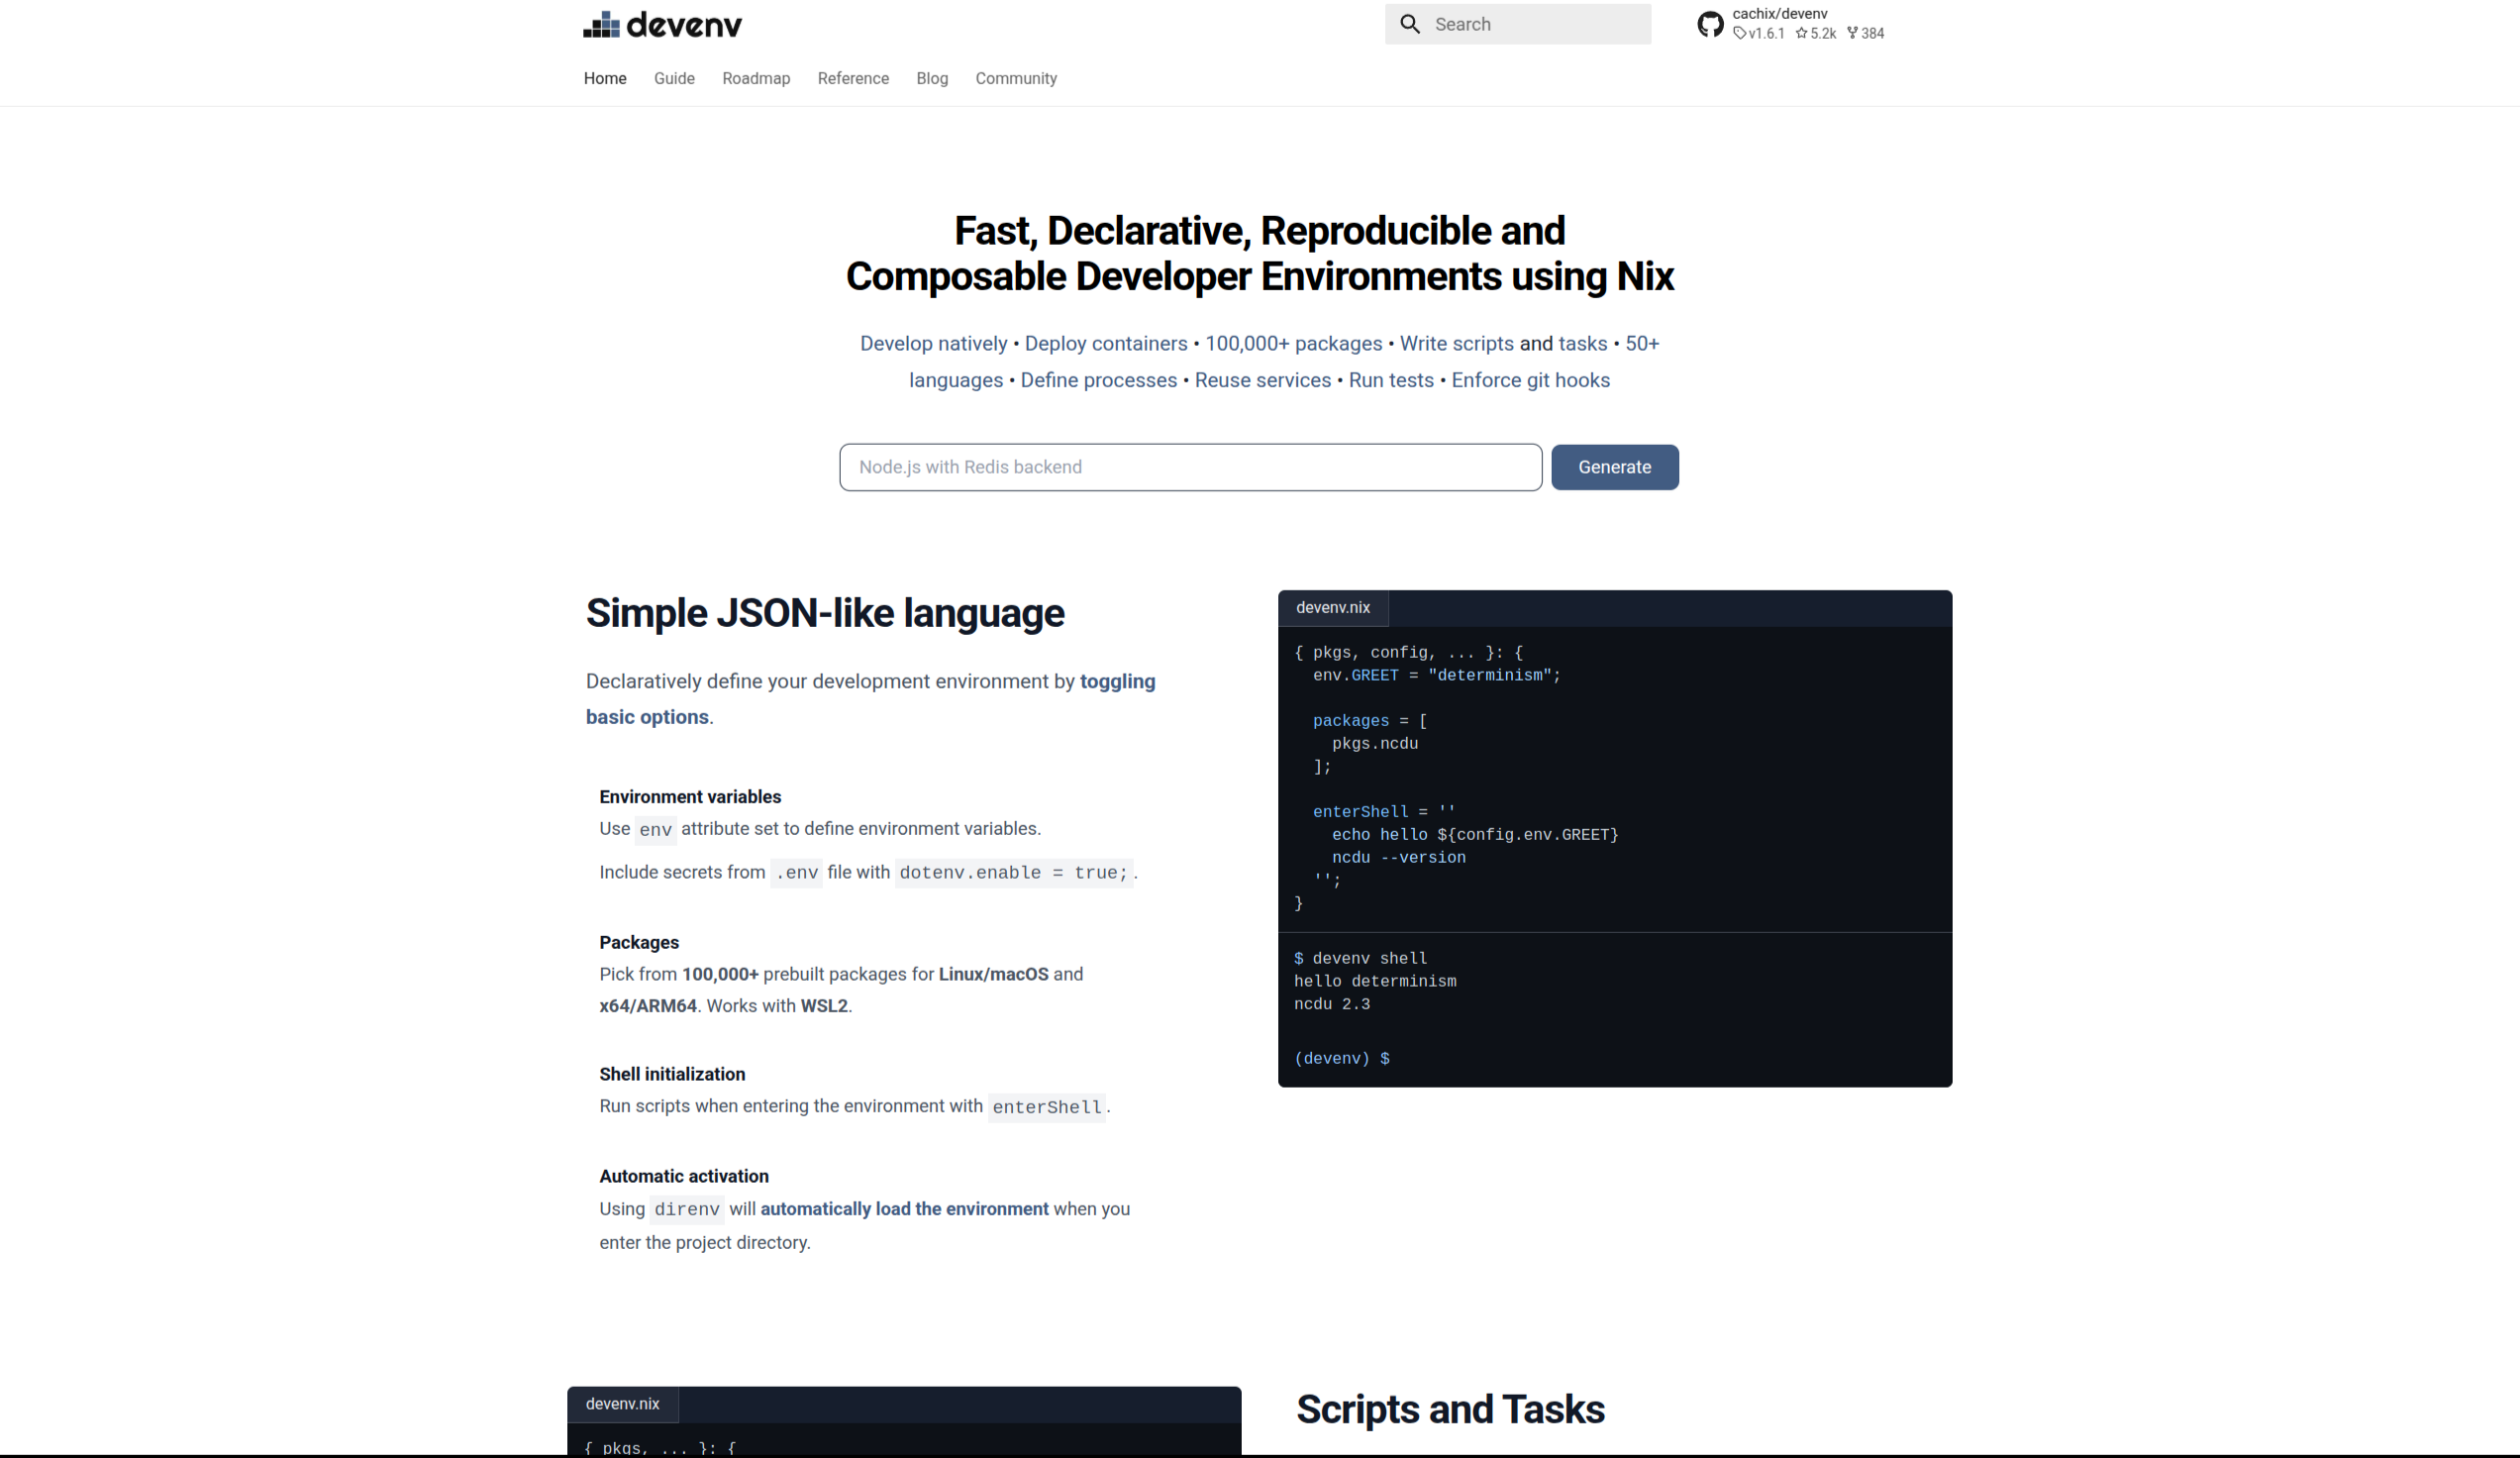 devenv
Search
cachix/devenv
v1.6.1 5.2k 384
Home Guide Roadmap Reference Blog Community
Fast, Declarative, Reproducible and
Composable Developer Environments using Nix
Develop natively • Deploy containers • 100,000+ packages • Write scripts and tasks • 50+
languages • Define processes • Reuse services • Run tests • Enforce git hooks
Node.js with Redis backend
Generate
Simple JSON-like language
Declaratively define your development environment by toggling
basic options.
Environment variables
Use env attribute set to define environment variables.
Include secrets from .env file with dotenv.enable = true; .
Packages
Pick from 100,000+ prebuilt packages for Linux/macOS and
x64/ARM64. Works with WSL2.
Shell initialization
Run scripts when entering the environment with enterShell .
Automatic activation
Using direnv will automatically load the environment when you
enter the project directory.
devenv.nix
{ pkgs, config, ... }: {
  env.GREET = "determinism";
  packages = [
    pkgs.ncdu
  ];
  enterShell = ''
    echo hello ${config.env.GREET}
    ncdu --version
  '';
}
$ devenv shell
hello determinism
ncdu 2.3
(devenv) $
devenv.nix
{ pkgs, ... }: {
Scripts and Tasks